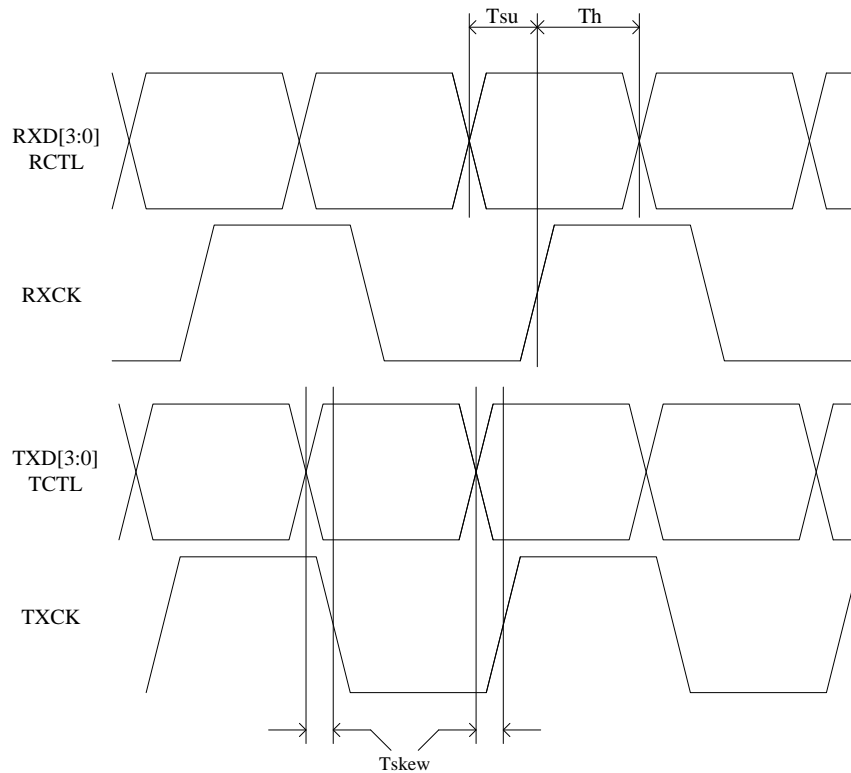 Tsu
Th
RXD[3:0]
RCTL
RXCK
TXD[3:0]
TCTL
TXCK
Tskew